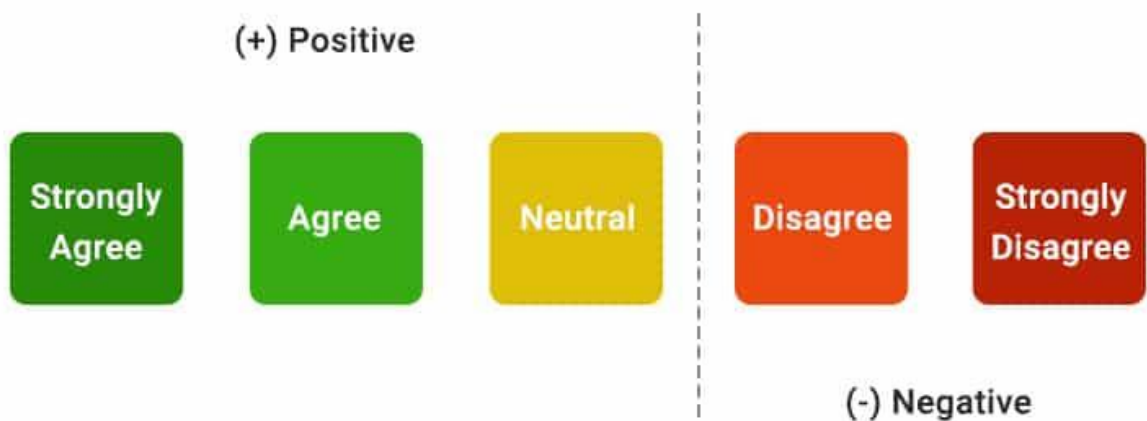 (+) Positive
Strongly
Agree
Agree
Neutral
Disagree
Strongly
Disagree
(-) Negative